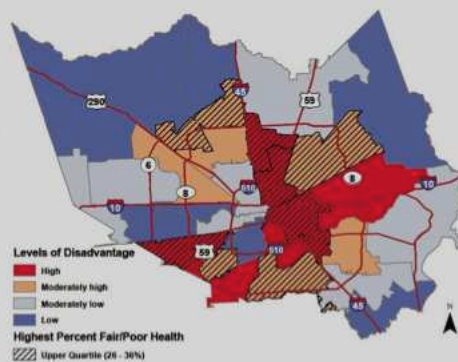 45
59
290
6
8
610
8
10
10
59
610
45
N
Levels of Disadvantage
High
Moderately high
Moderately low
Low
Highest Percent Fair/Poor Health
Upper Quartile (26 - 36%)